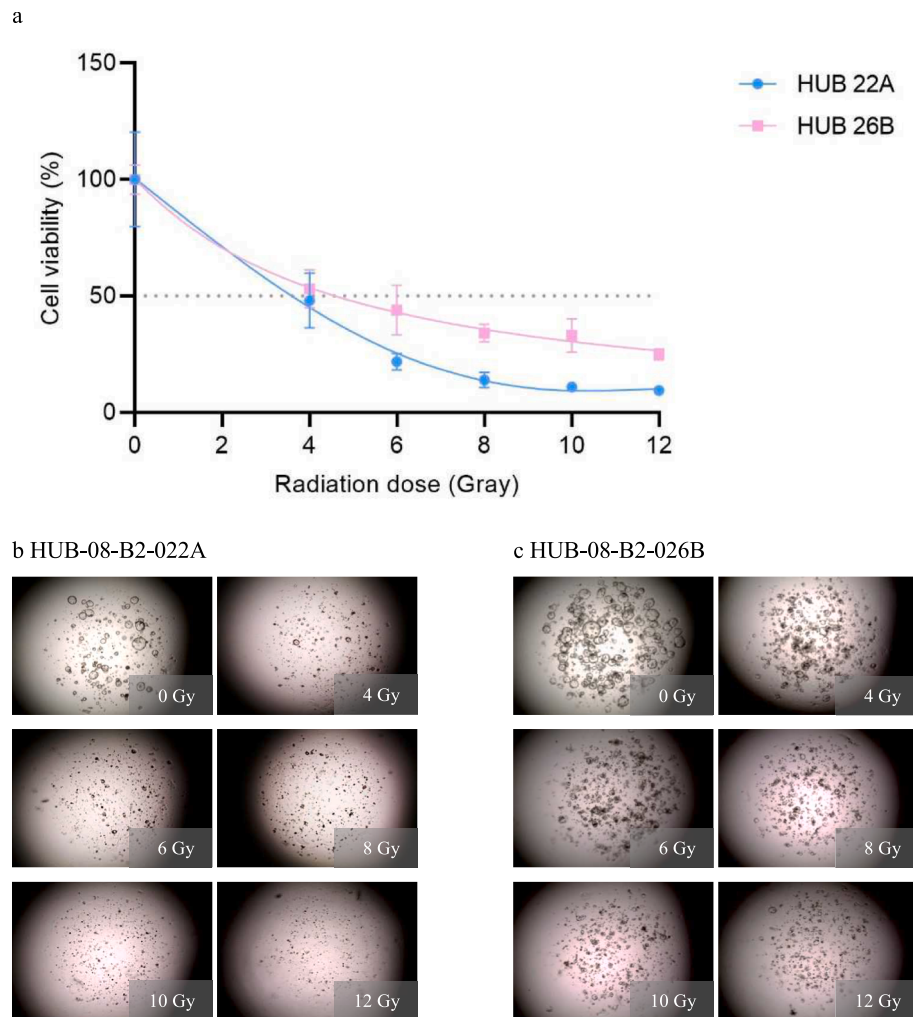 a
150
100
50
0
Cell viability (%)
0 2 4 6 8 10 12
Radiation dose (Gray)
HUB 22A
HUB 26B
b HUB-08-B2-022A
0 Gy 4 Gy
6 Gy 8 Gy
10 Gy 12 Gy
c HUB-08-B2-026B
0 Gy 4 Gy
6 Gy 8 Gy
10 Gy 12 Gy